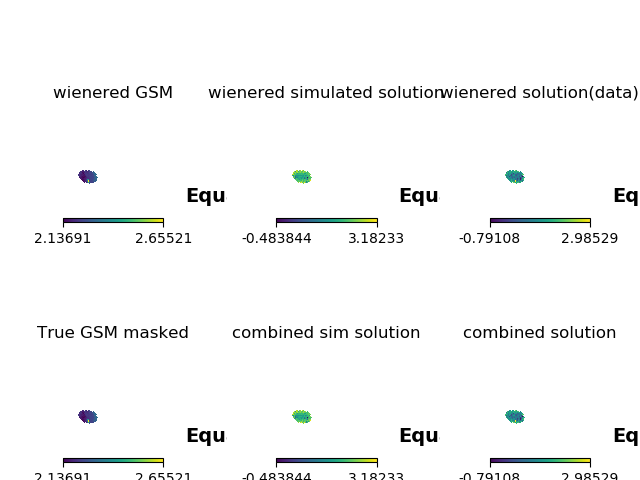 wienered GSM wienered simulated solution wienered solution(data)
Equ Equ Eq
2.13691 2.65521 -0.483844 3.18233 -0.79108 2.98529
True GSM masked combined sim solution combined solution
Equ Equ Eq
2.13691 2.65521 -0.483844 3.18233 -0.79108 2.98529